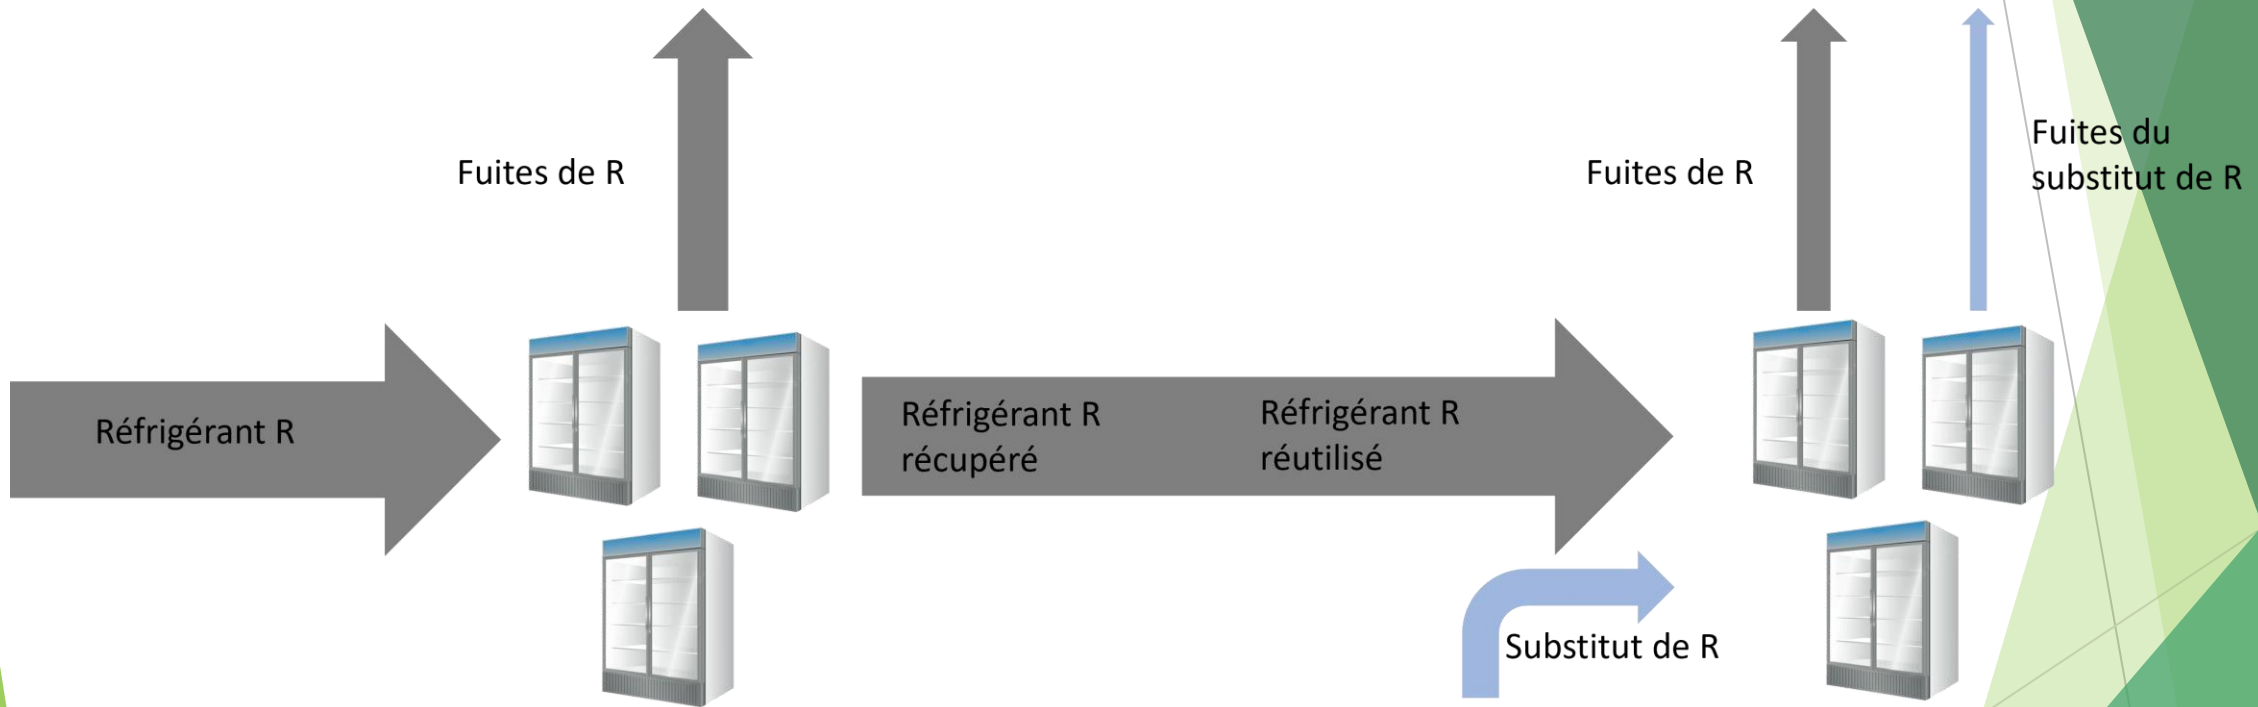 Fuites de R
Réfrigérant R
Réfrigérant R
récupéré
Réfrigérant R
réutilisé
Fuites de R
Fuites du
substitut de R
Substitut de R